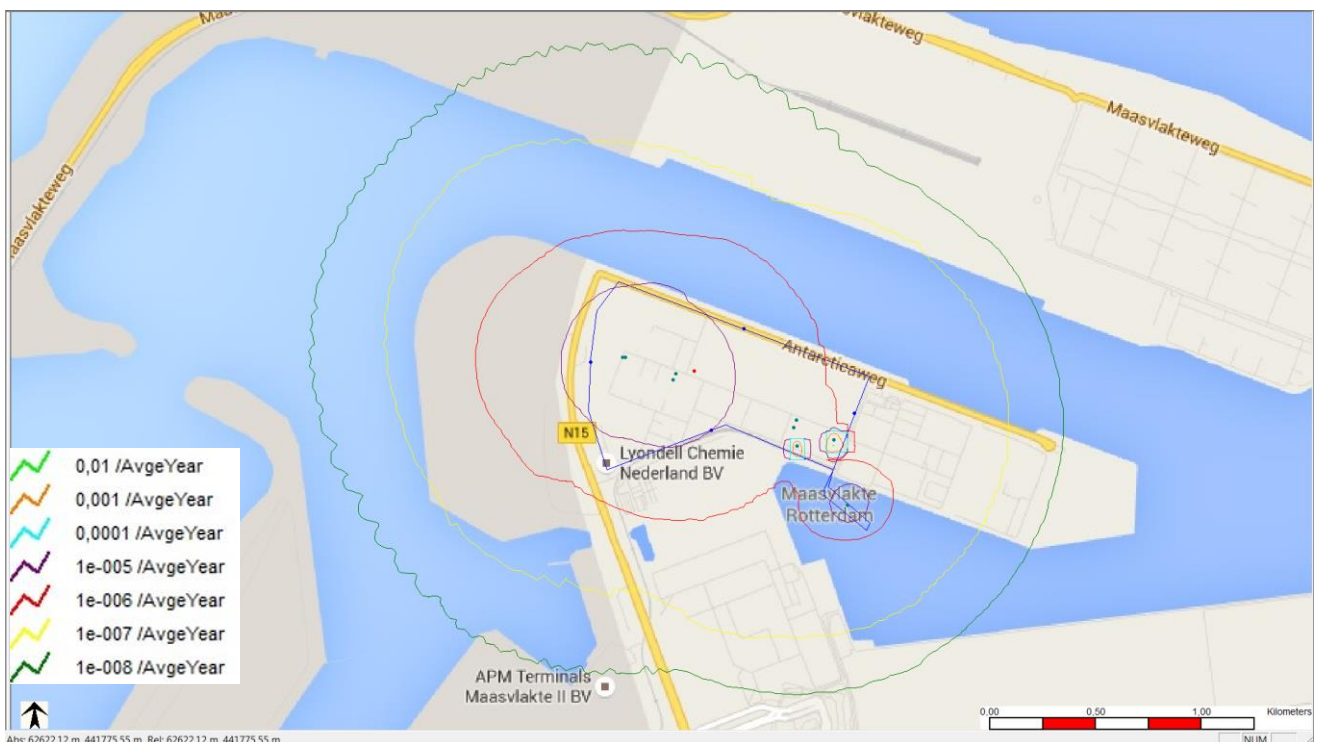 Maasvlakteweg
Maasvlakteweg
Maasvlakteweg
Antarcticaweg
N15
Lyondell Chemie
Nederland BV
Maasvlakte
Rotterdam
0,01 /AvgeYear
0,001 /AvgeYear
0,0001 /AvgeYear
1e-005 /AvgeYear
1e-006 /AvgeYear
1e-007 /AvgeYear
1e-008 /AvgeYear
APM Terminals
Maasvlakte II BV
0.00 0.50 1.00 Kilometers
Abs: 62622.12 m, 441775.55 m Rel: 62622.12 m, 441775.55 m
NUM